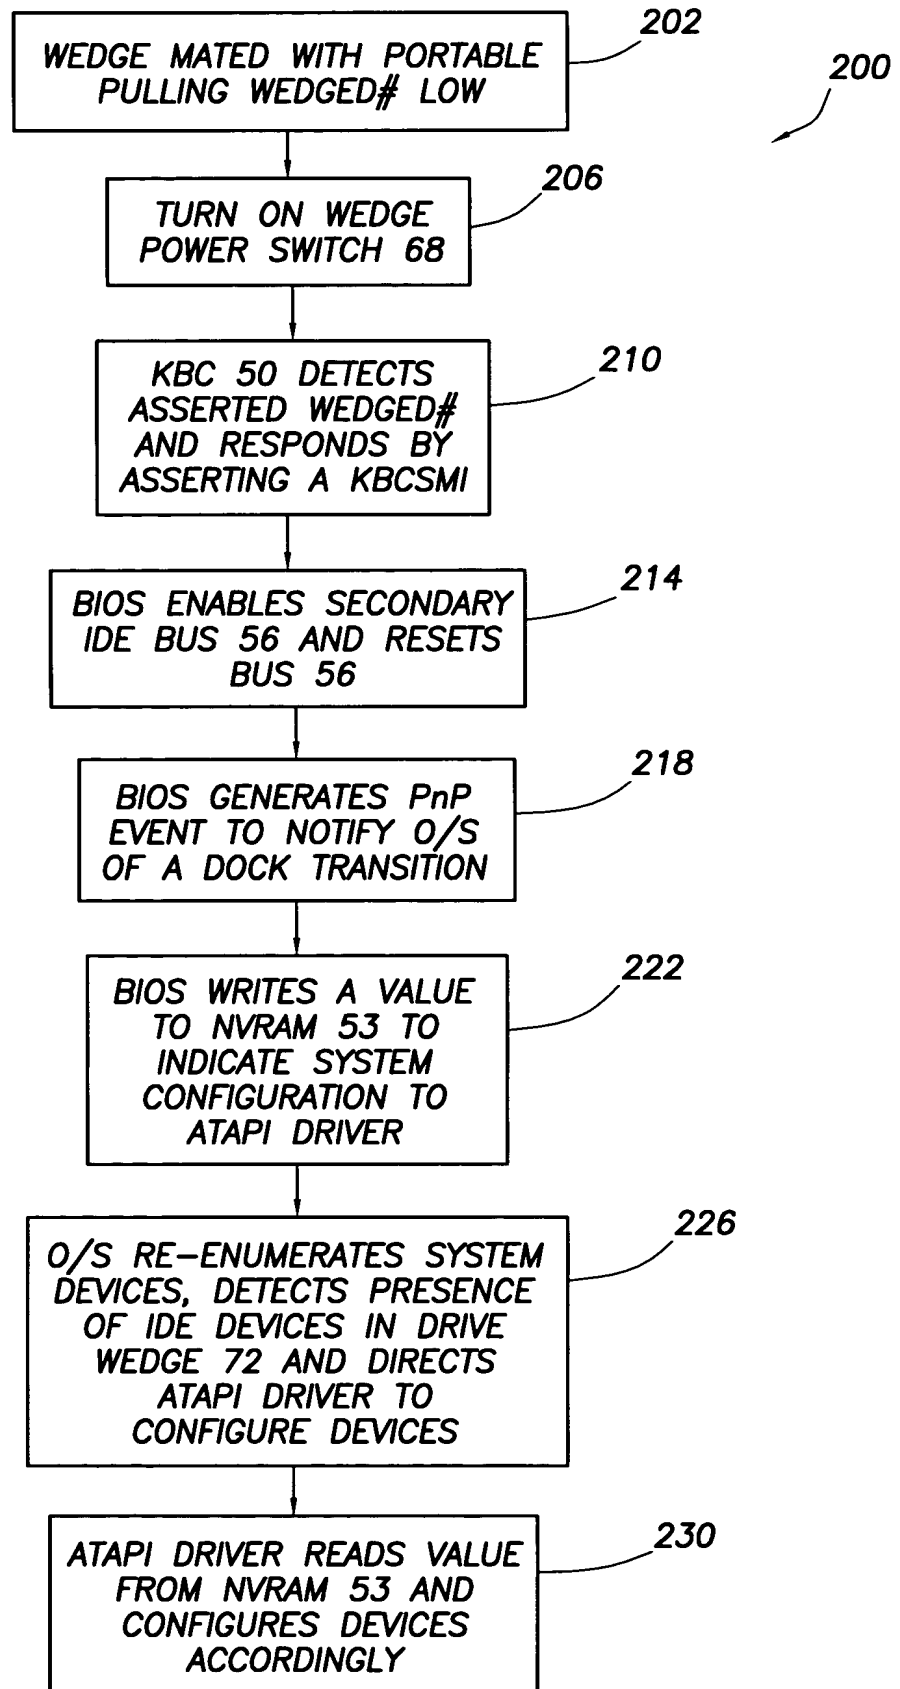 202
WEDGE MATED WITH PORTABLE
PULLING WEDGED# LOW
200
206
TURN ON WEDGE
POWER SWITCH 68
210
KBC 50 DETECTS
ASSERTED WEDGED#
AND RESPONDS BY
ASSERTING A KBCSMI
214
BIOS ENABLES SECONDARY
IDE BUS 56 AND RESETS
BUS 56
218
BIOS GENERATES PnP
EVENT TO NOTIFY O/S
OF A DOCK TRANSITION
222
BIOS WRITES A VALUE
TO NVRAM 53 TO
INDICATE SYSTEM
CONFIGURATION TO
ATAPI DRIVER
226
O/S RE-ENUMERATES SYSTEM
DEVICES, DETECTS PRESENCE
OF IDE DEVICES IN DRIVE
WEDGE 72 AND DIRECTS
ATAPI DRIVER TO
CONFIGURE DEVICES
230
ATAPI DRIVER READS VALUE
FROM NVRAM 53 AND
CONFIGURES DEVICES
ACCORDINGLY